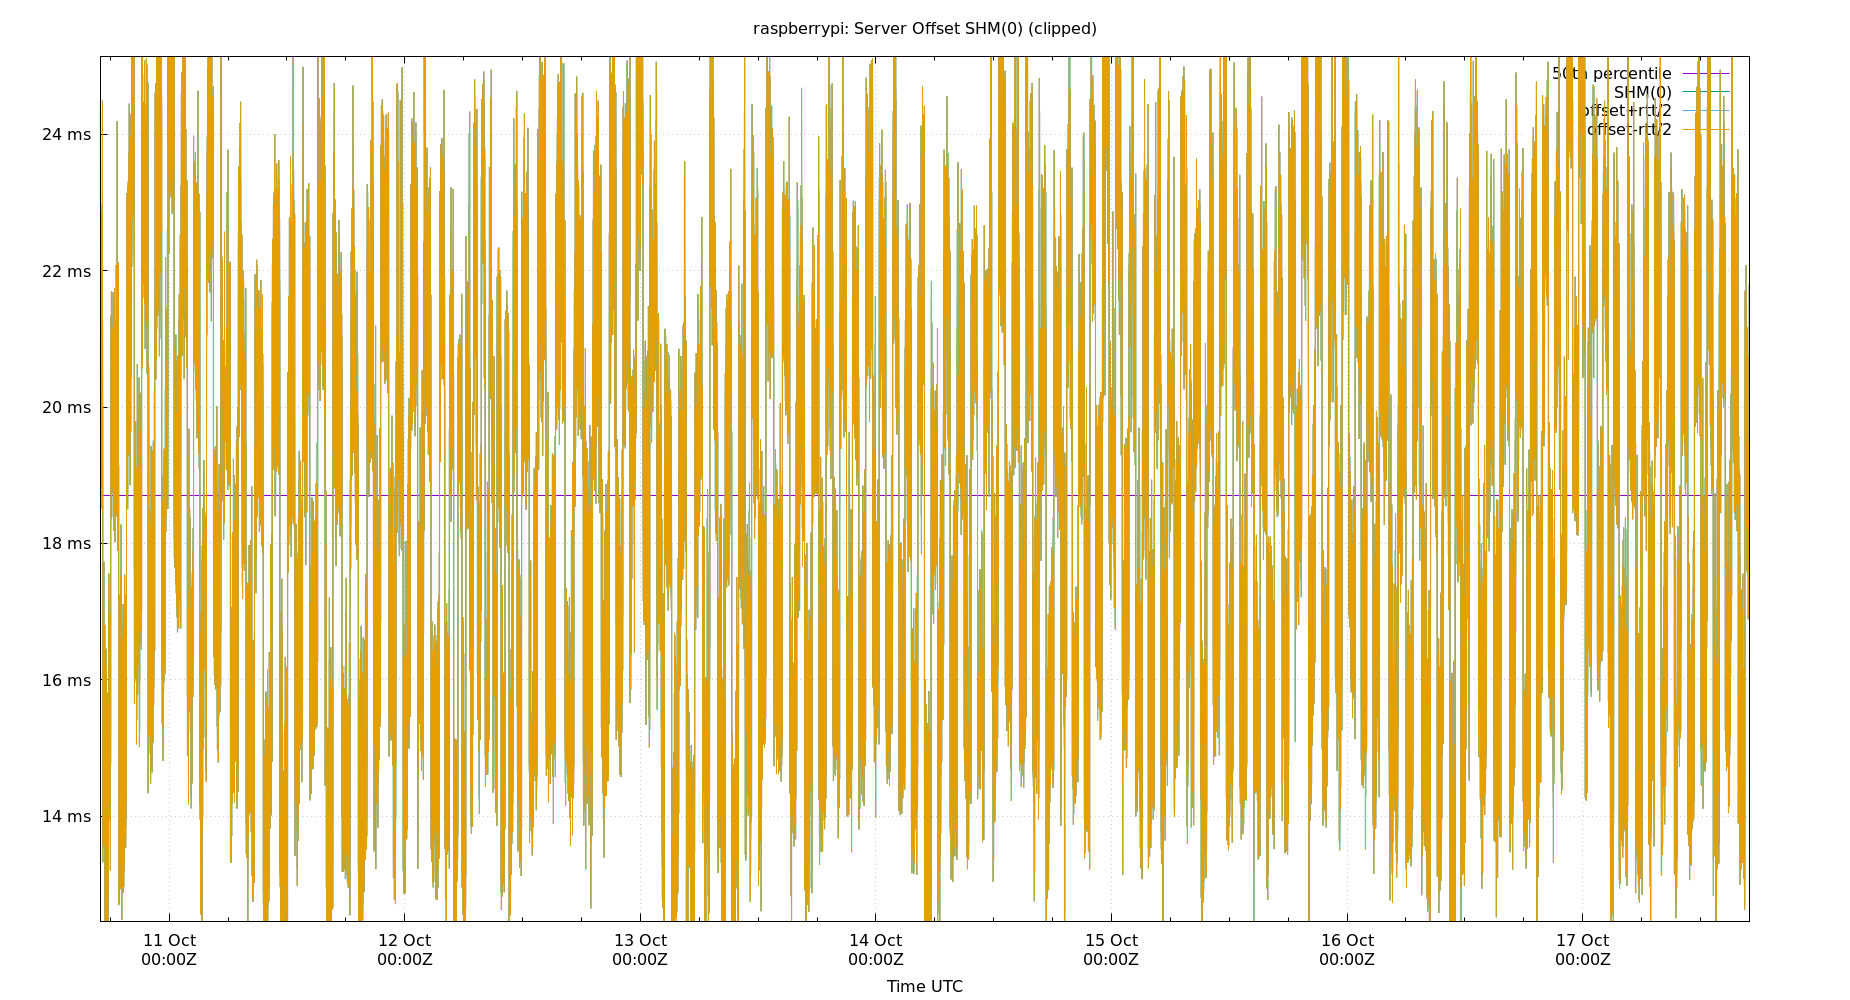 raspberrypi: Server Offset SHM(0) (clipped)
50th percentile
SHM(0)
offset+rtt/2
offset-rtt/2
24 ms
22 ms
20 ms
18 ms
16 ms
14 ms
11 Oct 12 Oct 13 Oct 14 Oct 15 Oct 16 Oct 17 Oct
00:00Z 00:00Z 00:00Z 00:00Z 00:00Z 00:00Z 00:00Z
Time UTC